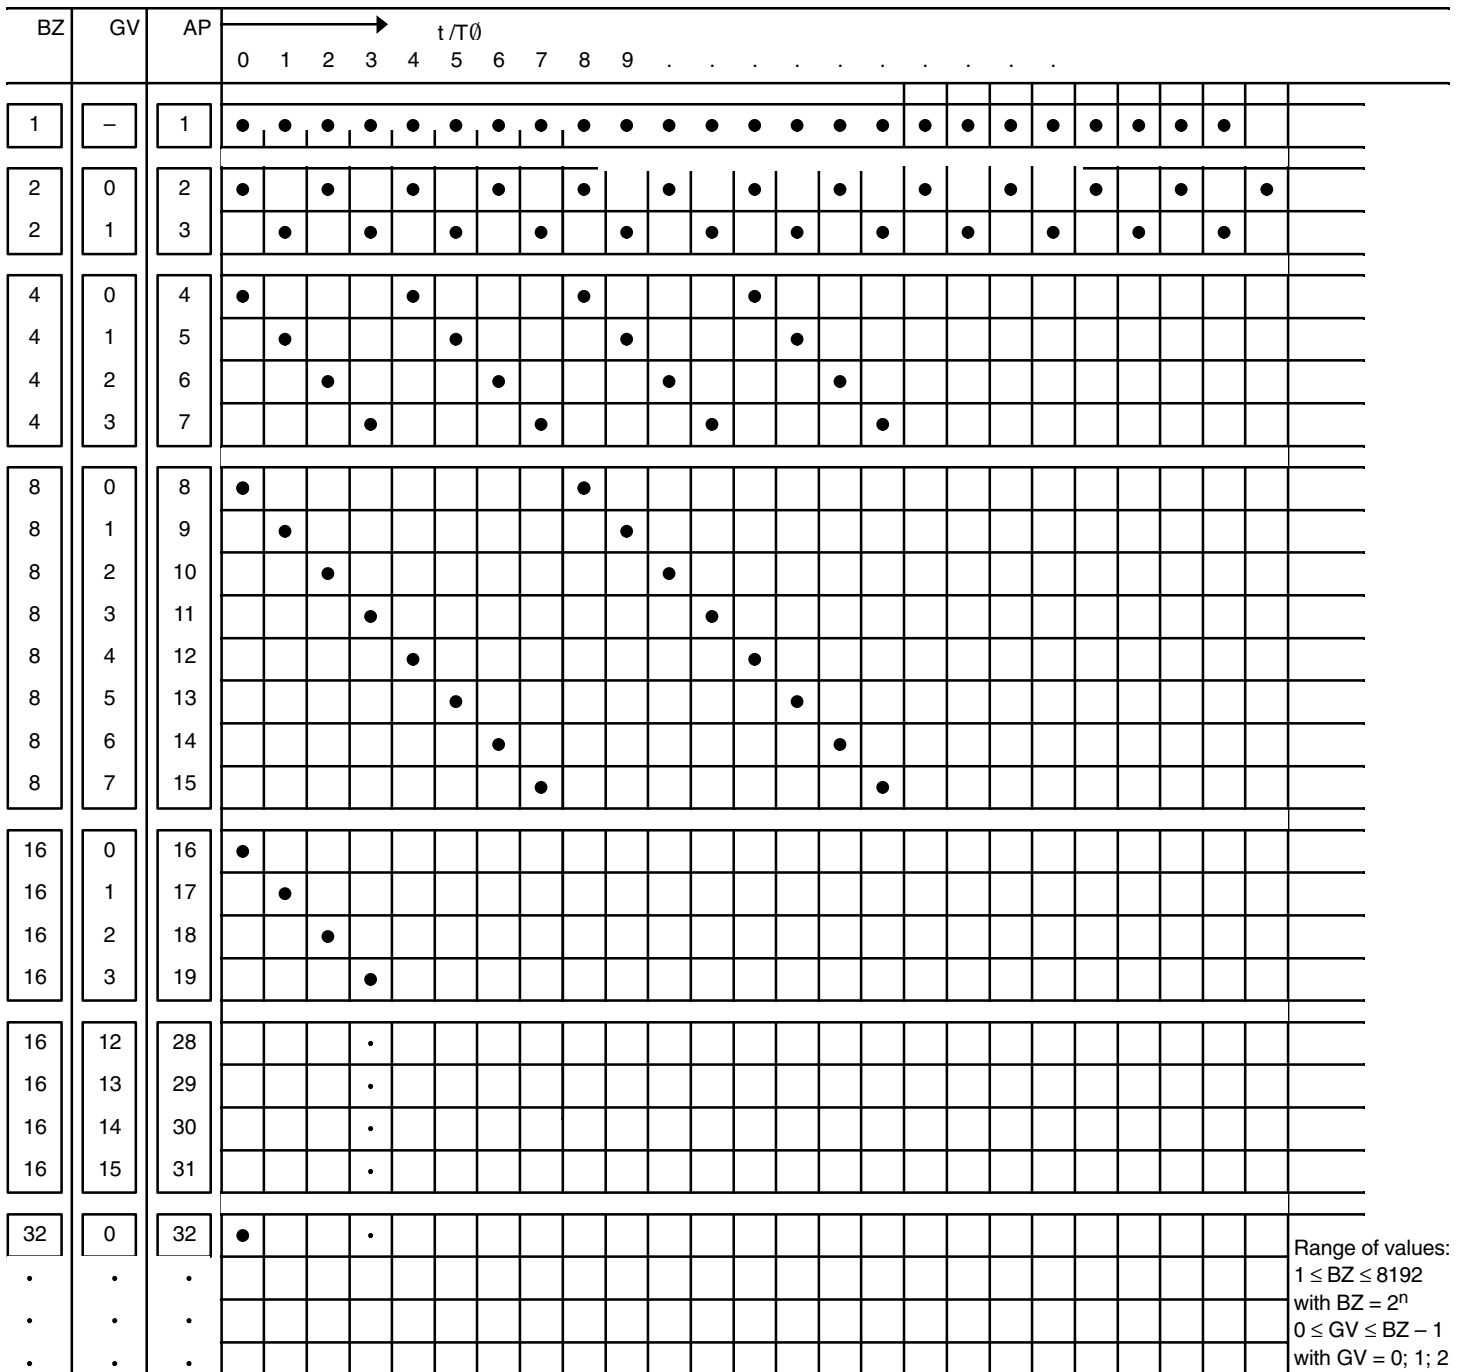 BZ GV AP t /TØ
0 1 2 3 4 5 6 7 8 9 . . . . . . . . . .
1 – 1
2 0 2
2 1 3
4 0 4
4 1 5
4 2 6
4 3 7
8 0 8
8 1 9
8 2 10
8 3 11
8 4 12
8 5 13
8 6 14
8 7 15
16 0 16
16 1 17
16 2 18
16 3 19
16 12 28
16 13 29
16 14 30
16 15 31
32 0 32
. . .
. . .
. . .
Range of values:
1 ≤ BZ ≤ 8192
with BZ = 2ⁿ
0 ≤ GV ≤ BZ – 1
with GV = 0; 1; 2